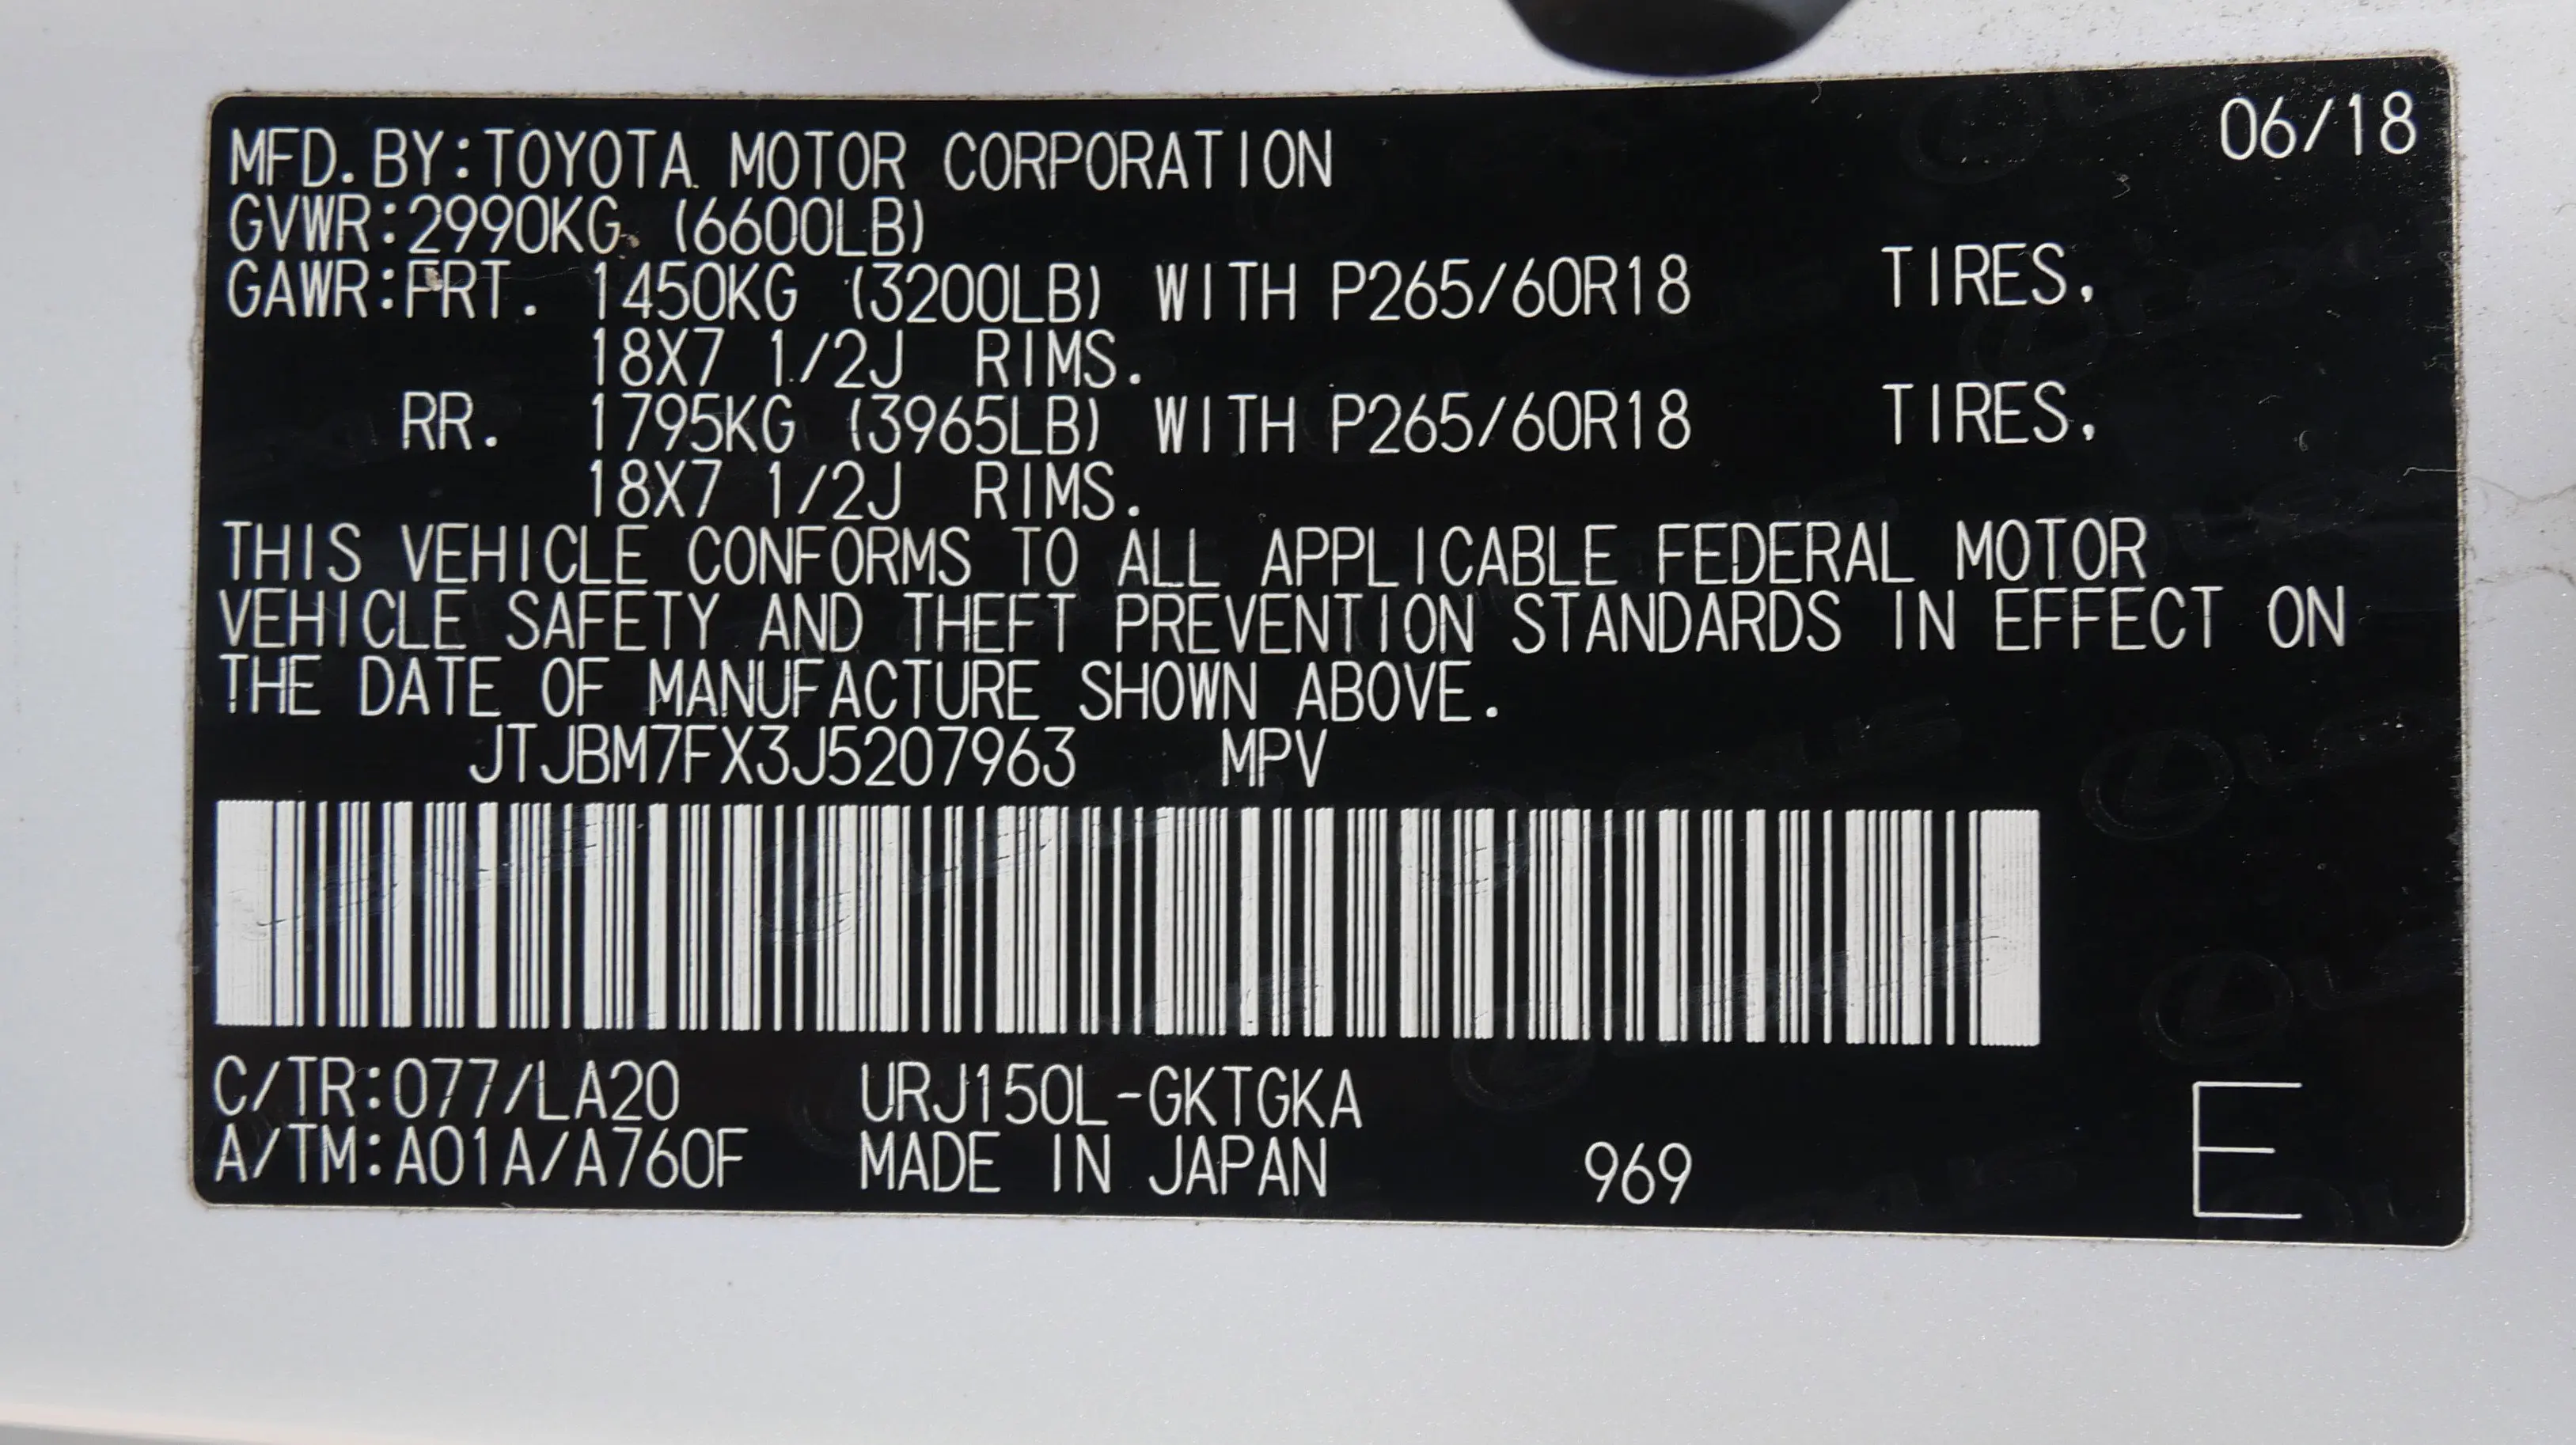 06/18
MFD.BY:TOYOTA MOTOR CORPORATION
GVWR:2990KG (6600LB)
GAWR:FRT. 1450KG (3200LB) WITH P265/60R18 TIRES,
18X7 1/2J RIMS.
RR. 1795KG (3965LB) WITH P265/60R18 TIRES,
18X7 1/2J RIMS.
THIS VEHICLE CONFORMS TO ALL APPLICABLE FEDERAL MOTOR
VEHICLE SAFETY AND THEFT PREVENTION STANDARDS IN EFFECT ON
THE DATE OF MANUFACTURE SHOWN ABOVE.
JTJBM7FX3J5207963 MPV
C/TR:077/LA20 URJ150L-GKTGKA
A/TM:A01A/A760F MADE IN JAPAN 969 E